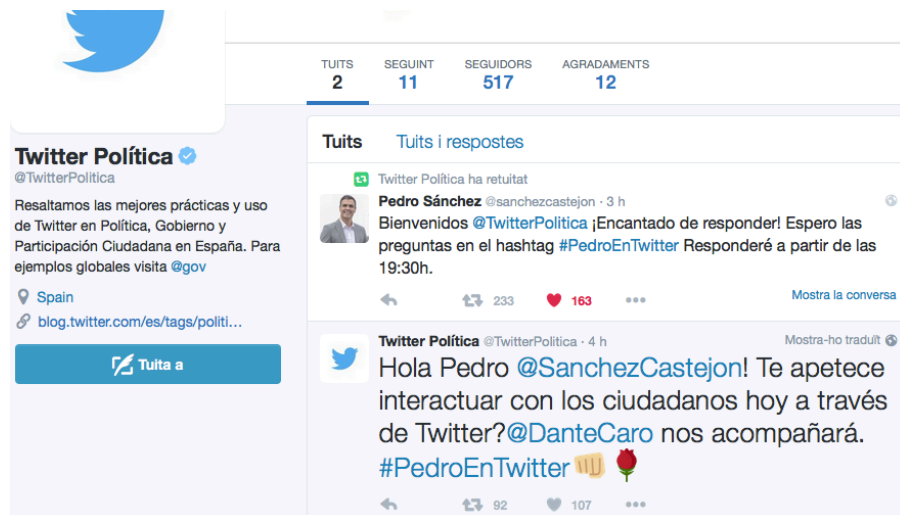 TUITS SEGUINT SEGUIDORS AGRADAMENTS
2 11 517 12
Twitter Política
@TwitterPolitica
Resaltamos las mejores prácticas y uso
de Twitter en Política, Gobierno y
Participación Ciudadana en España. Para
ejemplos globales visita @gov
Spain
blog.twitter.com/es/tags/politi...
Tuita a
Tuits Tuits i respostes
Twitter Política ha retuitat
Pedro Sánchez @sanchezcastejon · 3 h
Bienvenidos @TwitterPolitica ¡Encantado de responder! Espero las
preguntas en el hashtag #PedroEnTwitter Responderé a partir de las
19:30h.
233 163 Mostra la conversa
Twitter Política @TwitterPolitica · 4 h Mostra-ho traduït
Hola Pedro @SanchezCastejon! Te apetece
interactuar con los ciudadanos hoy a través
de Twitter?@DanteCaro nos acompañará.
#PedroEnTwitter
92 107